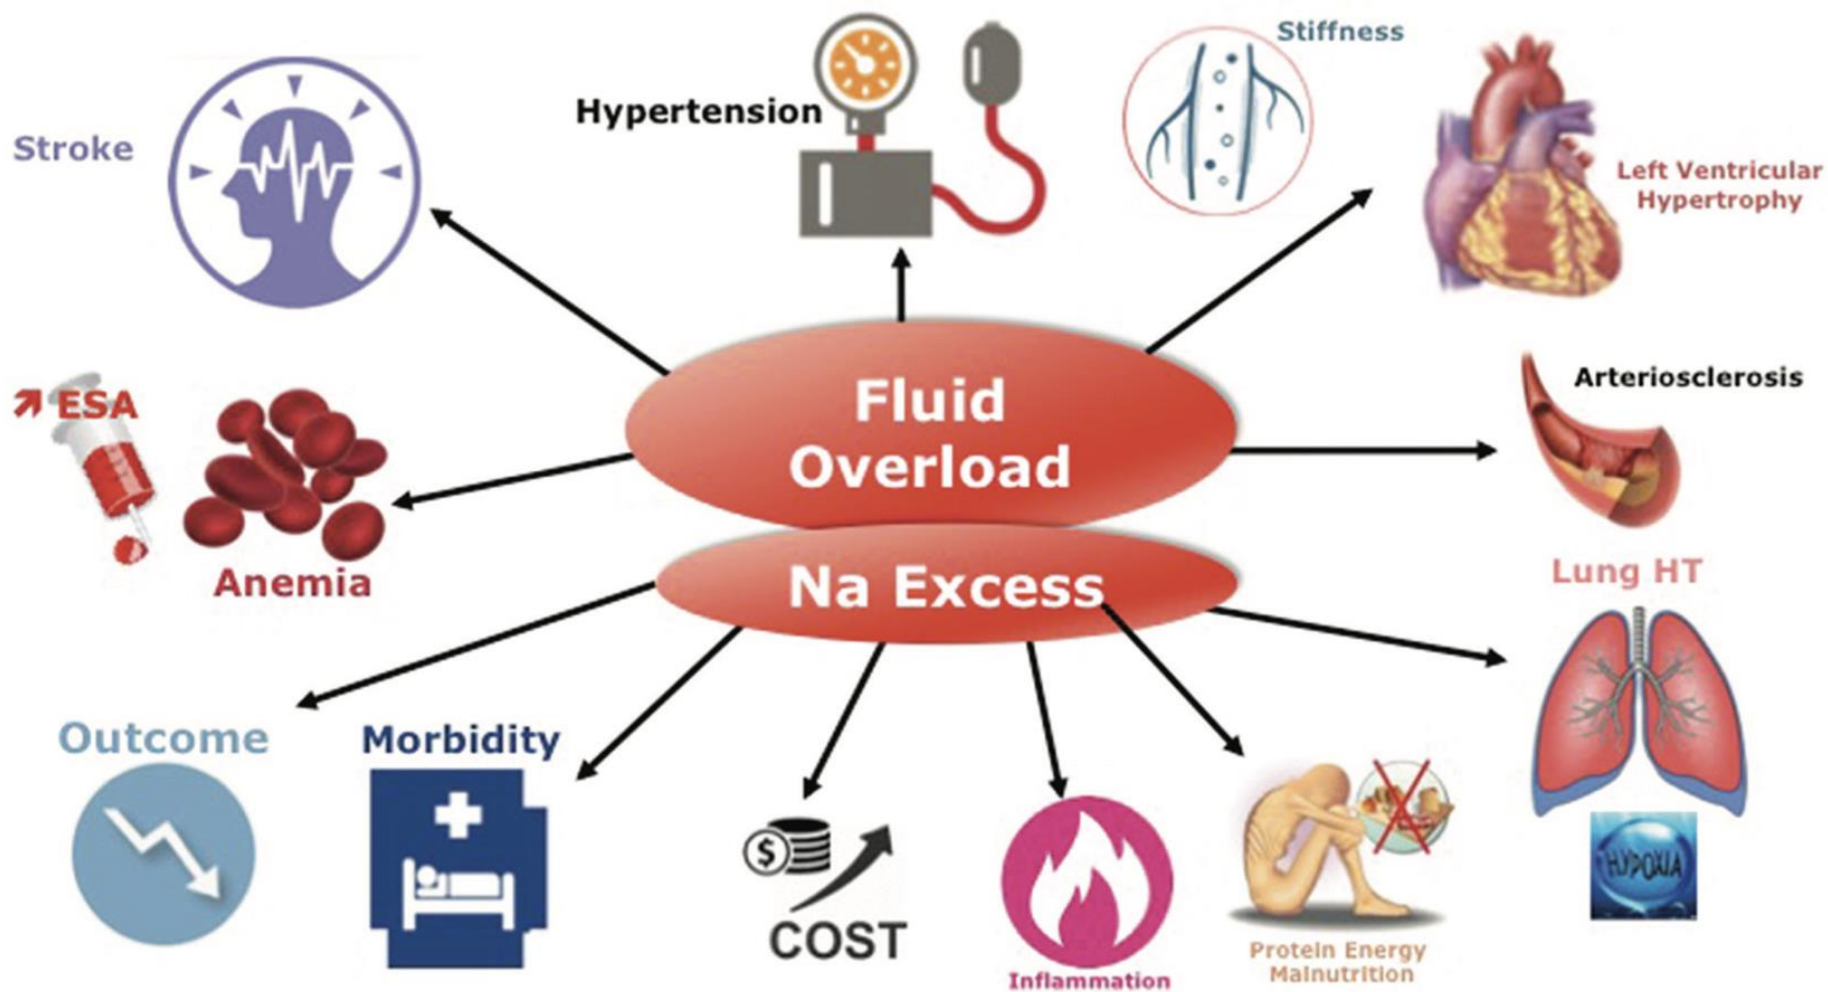 Stiffness
Hypertension
Stroke
Left Ventricular
Hypertrophy
Fluid
Overload
Arteriosclerosis
ESA
Anemia
Na Excess
Lung HT
Outcome
Morbidity
$
COST
HYPOXIA
Inflammation
Protein Energy
Malnutrition